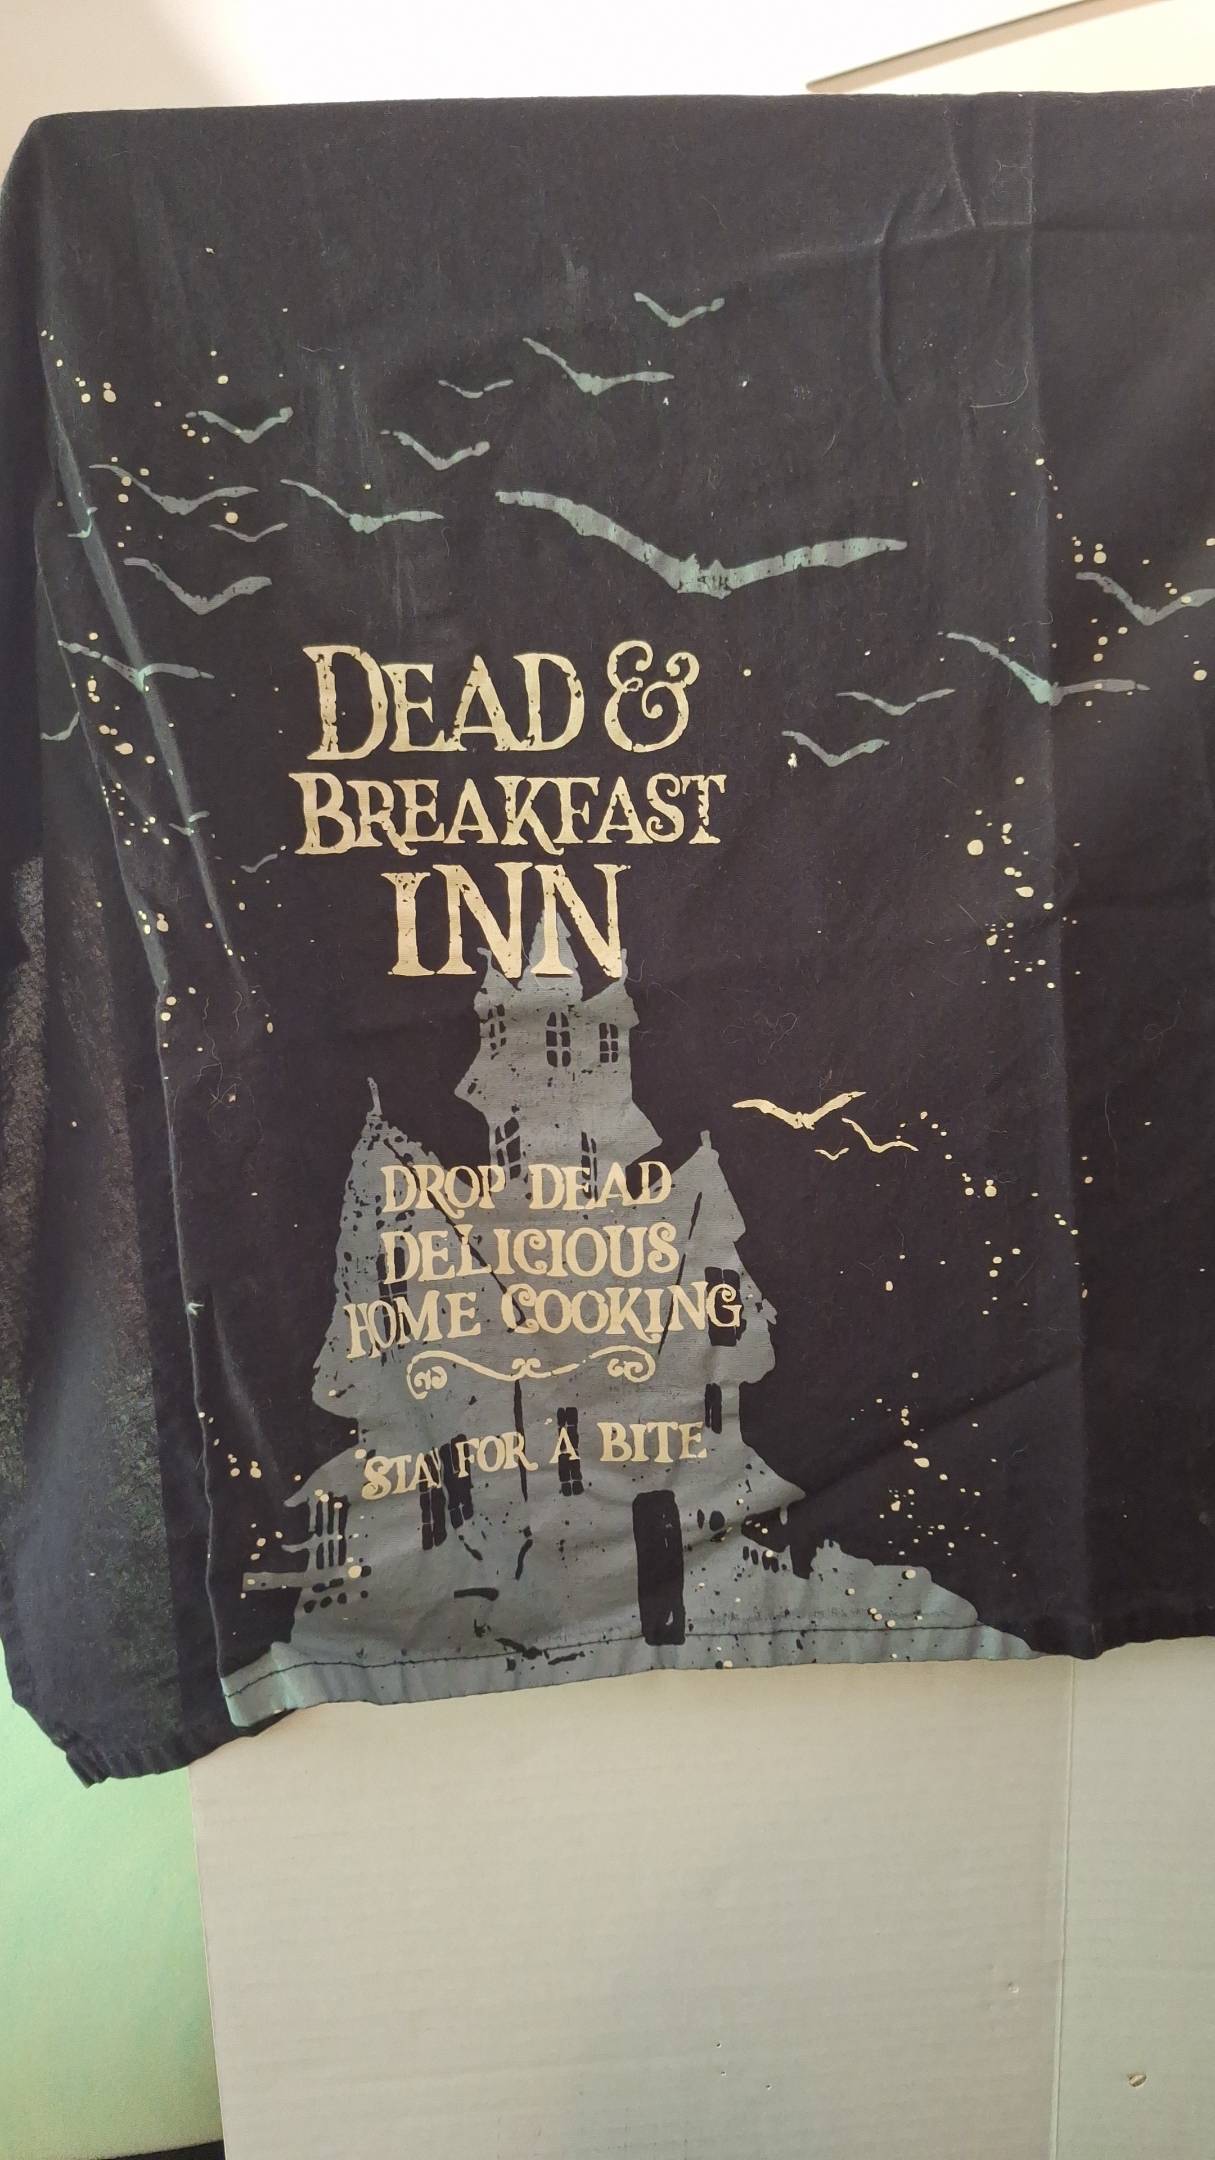 DEAD &
BREAKFAST
INN
DROP DEAD
DELICIOUS
HOME COOKING
STAY FOR A BITE